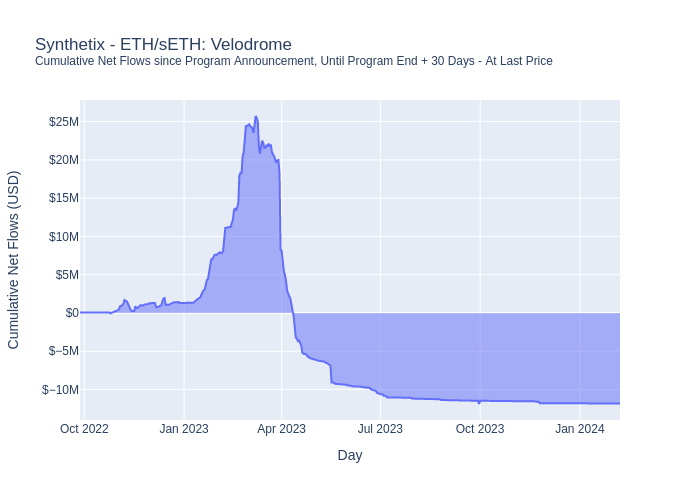 Synthetix - ETH/sETH: Velodrome
Cumulative Net Flows since Program Announcement, Until Program End + 30 Days - At Last Price
$25M
$20M
$15M
$10M
$5M
$0
$−5M
$−10M
Cumulative Net Flows (USD)
Oct 2022 Jan 2023 Apr 2023 Jul 2023 Oct 2023 Jan 2024
Day